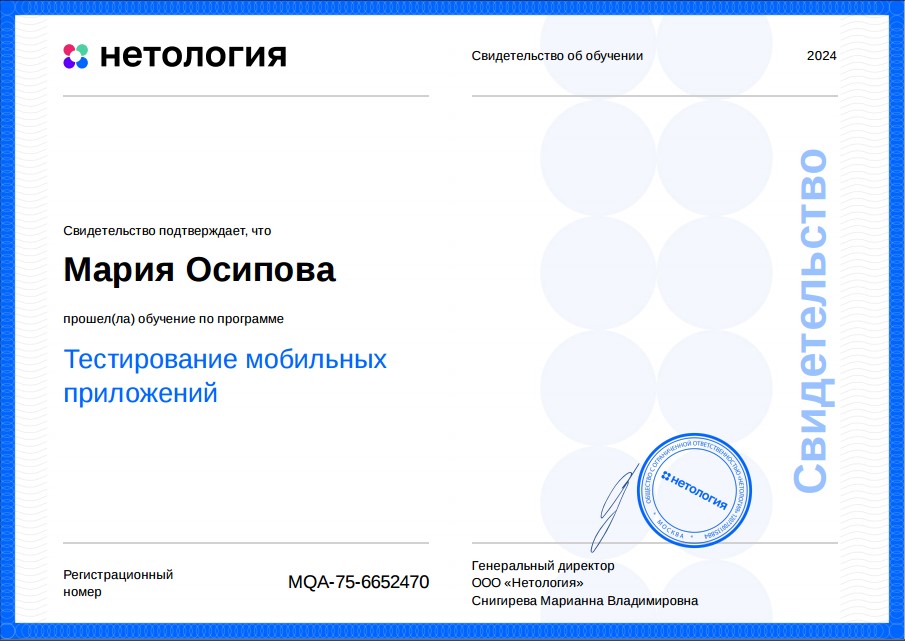 нетология
Свидетельство об обучении
2024
Свидетельство подтверждает, что
Мария Осипова
прошел(ла) обучение по программе
Тестирование мобильных
приложений
Свидетельство
Регистрационный
номер
MQA-75-6652470
ОБЩЕСТВО С ОГРАНИЧЕННОЙ ОТВЕТСТВЕННОСТЬЮ «НЕТОЛОГИЯ»
* МОСКВА *
нетология
Генеральный директор
ООО «Нетология»
Снигирева Марианна Владимировна